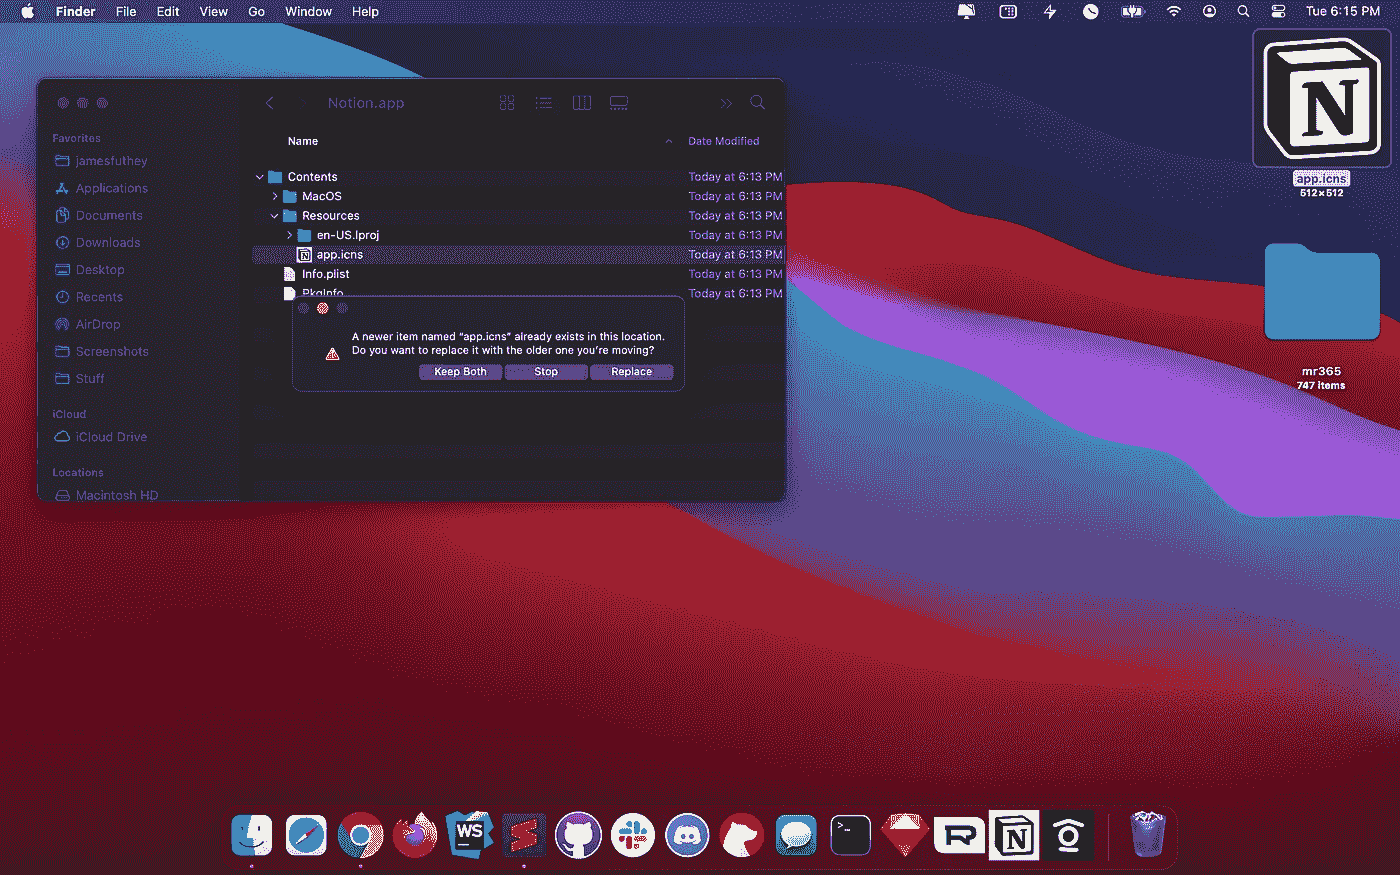 Finder File Edit View Go Window Help Tue 6:15 PM
Notion.app
Name Date Modified
Favorites
jamesfuthey
Applications
Documents
Downloads
Desktop
Recents
AirDrop
Screenshots
Stuff
iCloud
iCloud Drive
Locations
Macintosh HD
Contents Today at 6:13 PM
MacOS Today at 6:13 PM
Resources Today at 6:13 PM
en-US.lproj Today at 6:13 PM
app.icns Today at 6:13 PM
Info.plist Today at 6:13 PM
PkgInfo Today at 6:13 PM
A newer item named “app.icns” already exists in this location.
Do you want to replace it with the older one you’re moving?
Keep Both Stop Replace
N
app.icns
512×512
mr365
747 items
WS